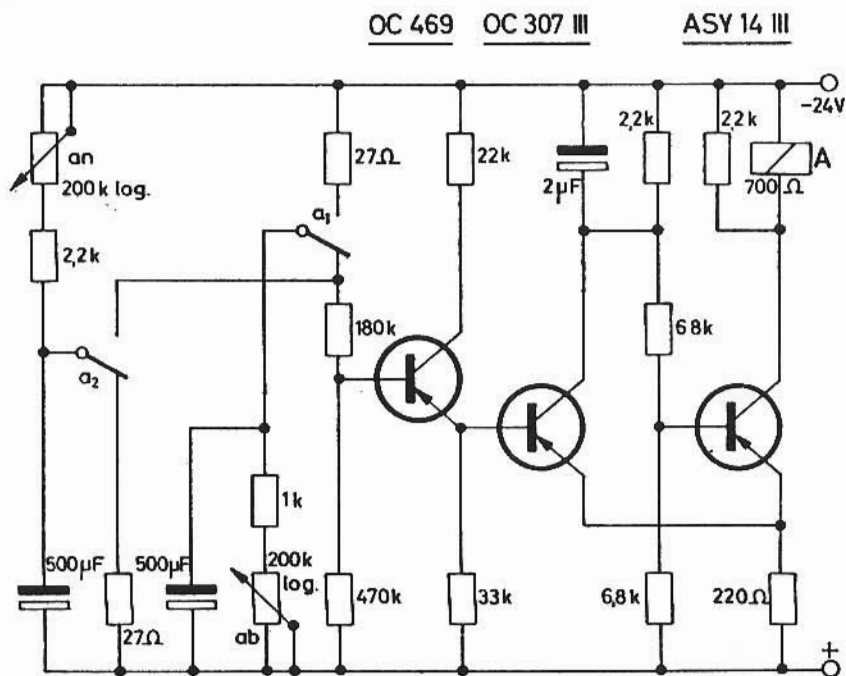 OC 469 OC 307 III ASY 14 III
−24V
an
200k log.
2,2k
27Ω
22k
2µF
2,2k
2,2k
A
700Ω
a₁
a₂
180k
68k
1k
500µF
27Ω
500µF
200k
log.
ab
470k
33k
6,8k
220Ω
+